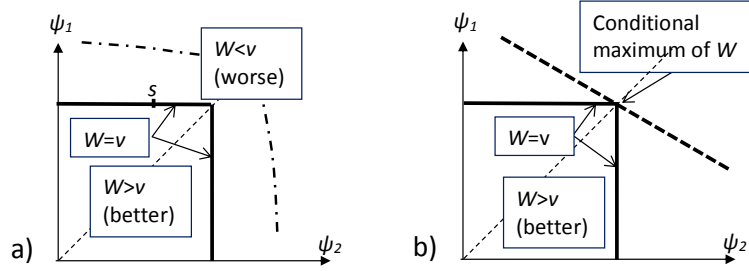 ψ1
W<v
(worse)
s
W=v
W>v
(better)
ψ2
a)
ψ1
Conditional
maximum of W
W=v
W>v
(better)
ψ2
b)